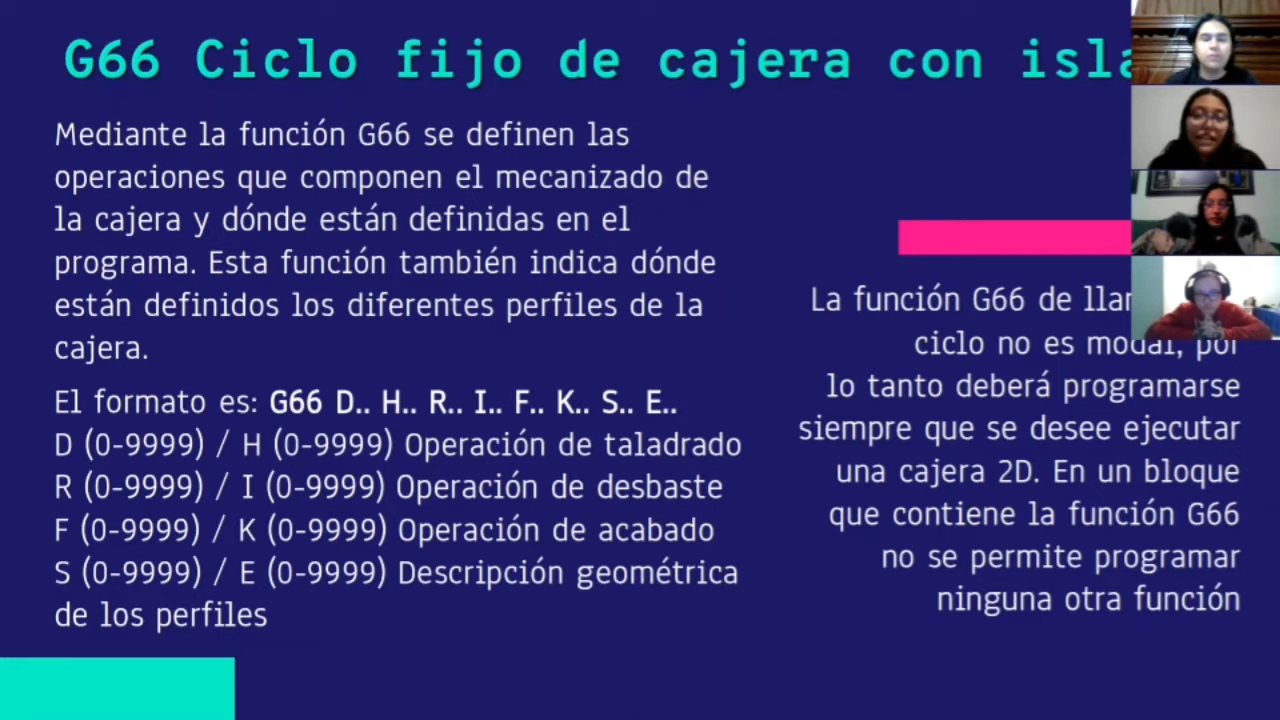 G66 Ciclo fijo de cajera con
Mediante la función G66 se definen las
operaciones que componen el mecanizado de
la cajera y dónde están definidas en el
programa. Esta función también indica dónde
están definidos los diferentes perfiles de la
cajera.
El formato es: G66 D.. H.. R.. I.. F.. K.. S.. E..
D (0-9999) / H (0-9999) Operación de taladrado
R (0-9999) / I (0-9999) Operación de desbaste
F (0-9999) / K (0-9999) Operación de acabado
S (0-9999) / E (0-9999) Descripción geométrica
de los perfiles
La función G66 de
ciclo no es modal, por
lo tanto deberá programarse
siempre que se desee ejecutar
una cajera 2D. En un bloque
que contiene la función G66
no se permite programar
ninguna otra función